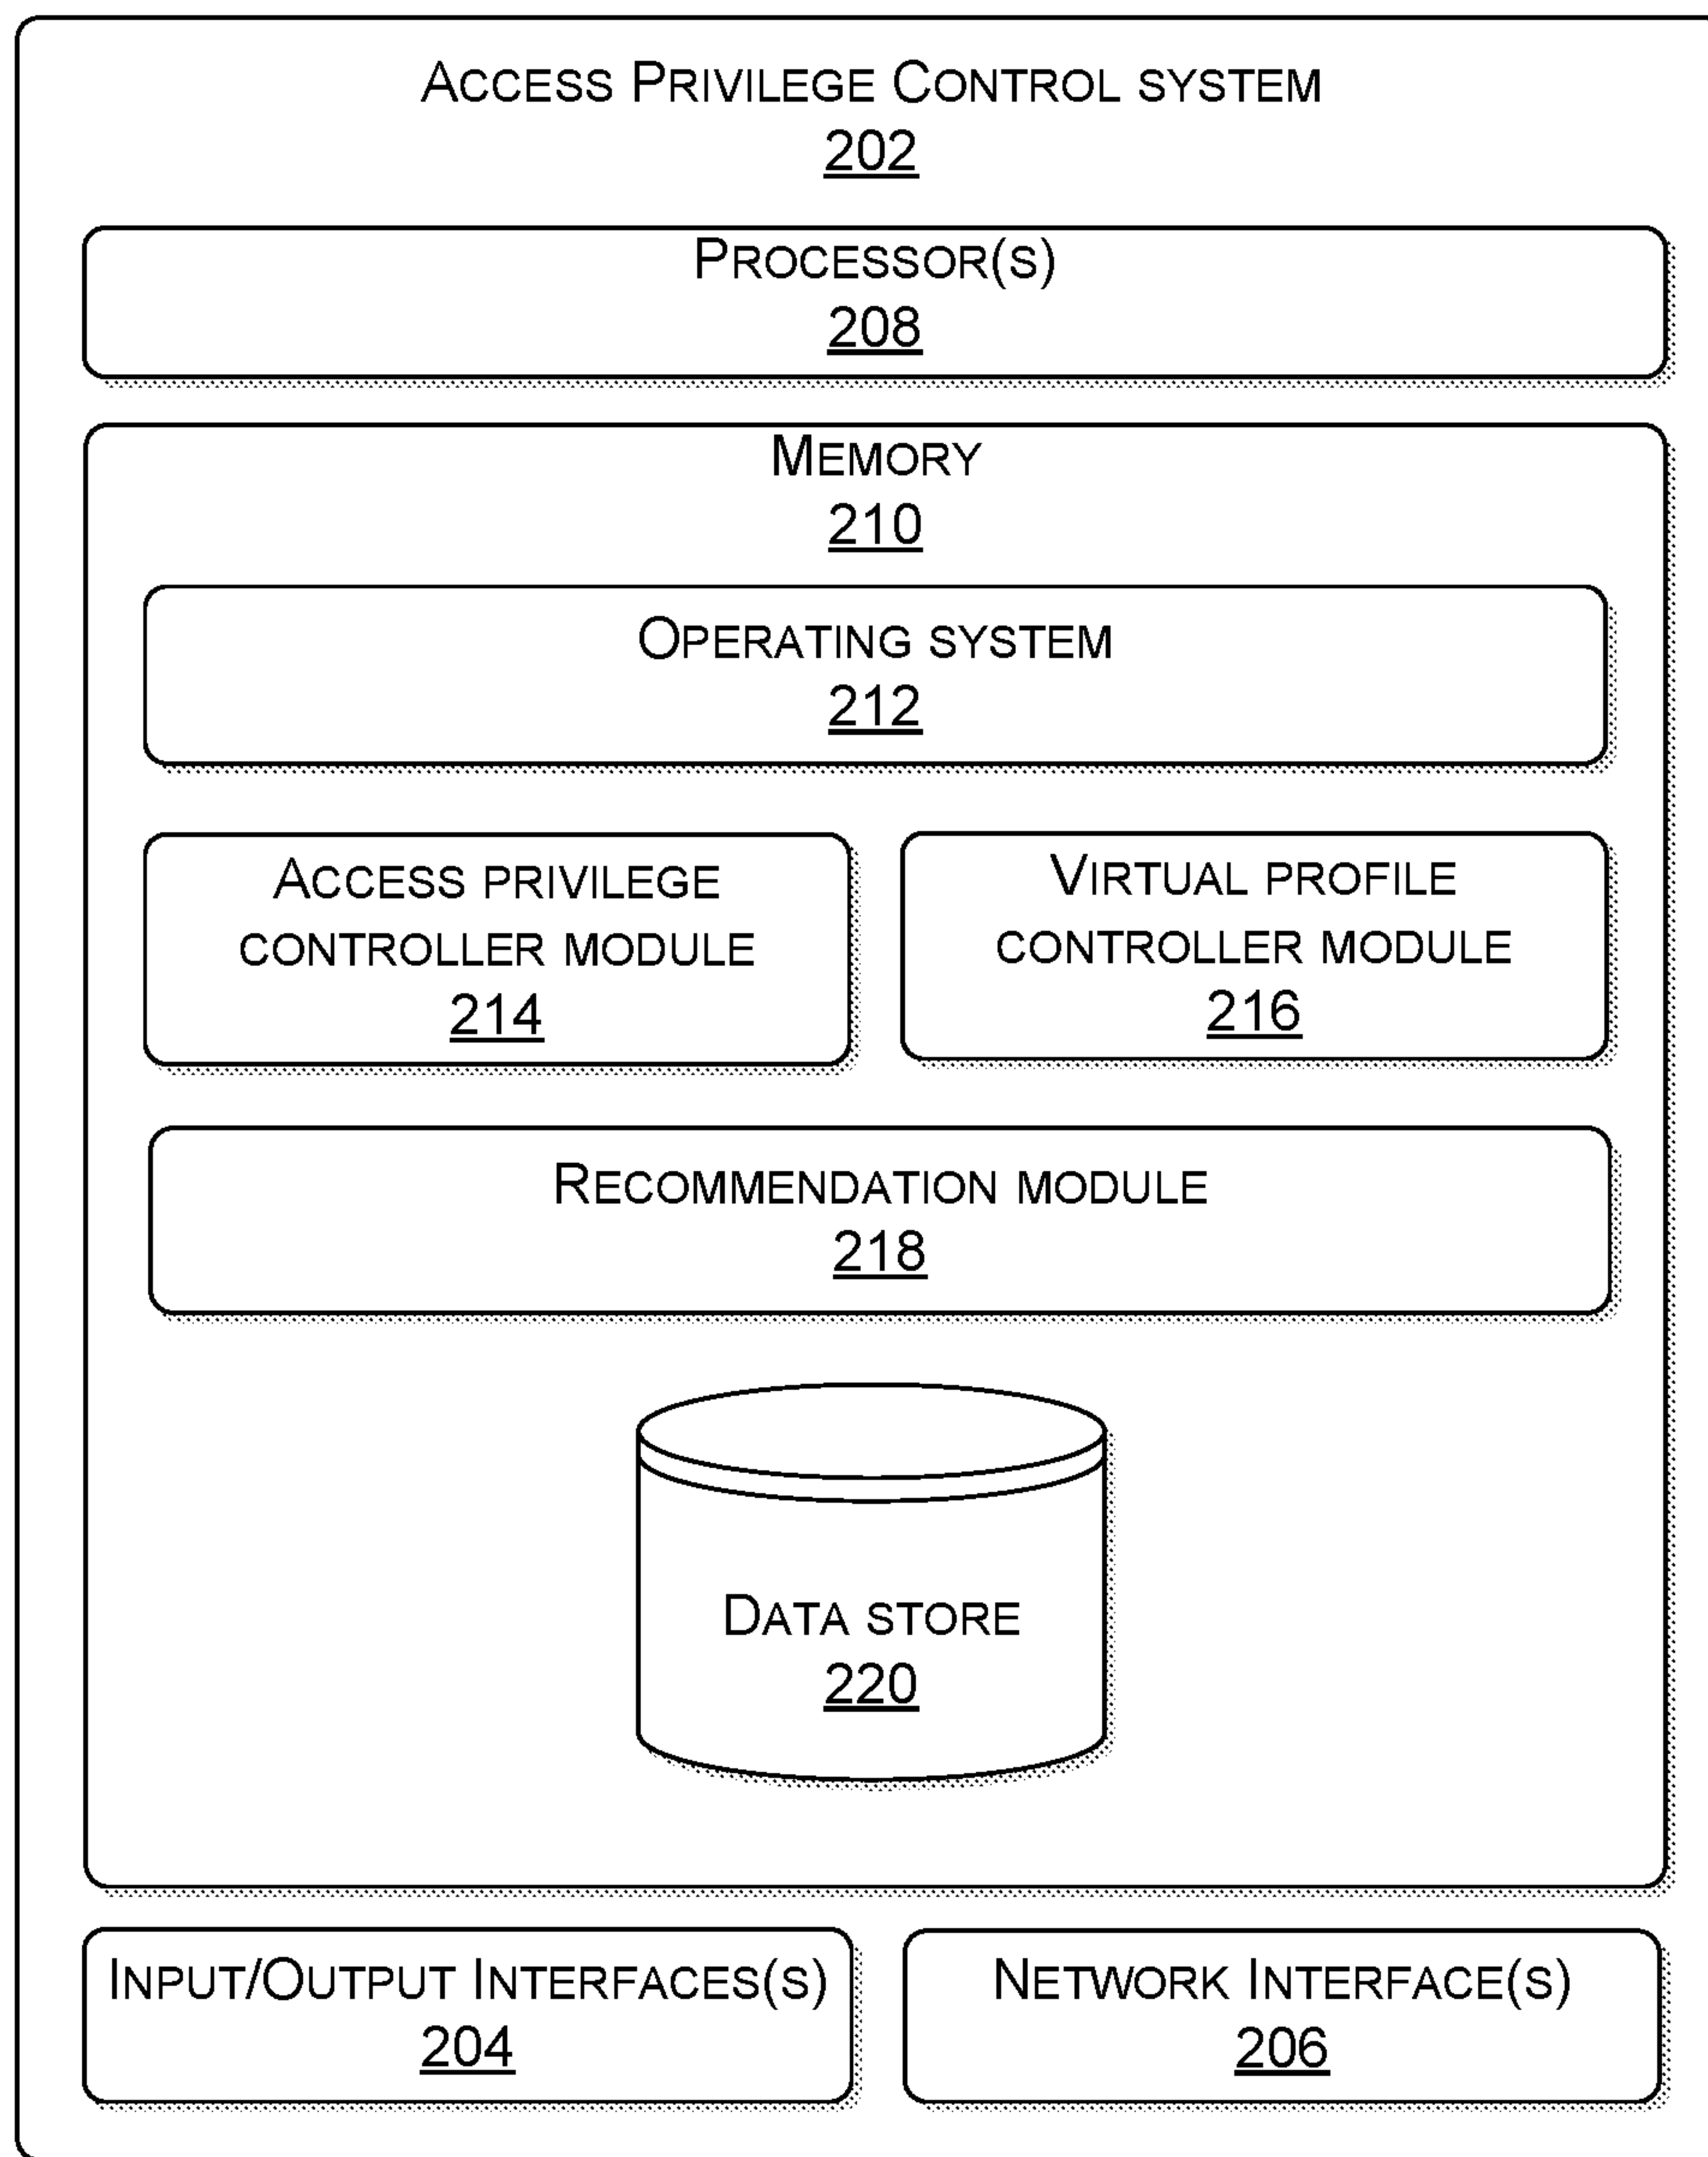 ACCESS PRIVILEGE CONTROL SYSTEM
202
PROCESSOR(S)
208
MEMORY
210
OPERATING SYSTEM
212
ACCESS PRIVILEGE
CONTROLLER MODULE
214
VIRTUAL PROFILE
CONTROLLER MODULE
216
RECOMMENDATION MODULE
218
DATA STORE
220
INPUT/OUTPUT INTERFACES(S)
204
NETWORK INTERFACE(S)
206